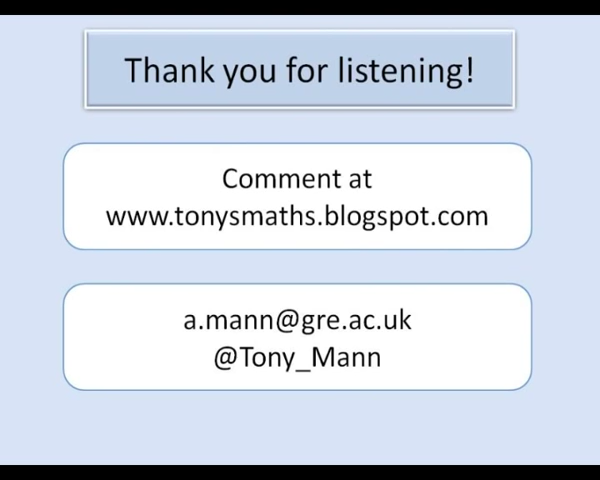 Thank you for listening!
Comment at
www.tonysmaths.blogspot.com
a.mann@gre.ac.uk
@Tony_Mann